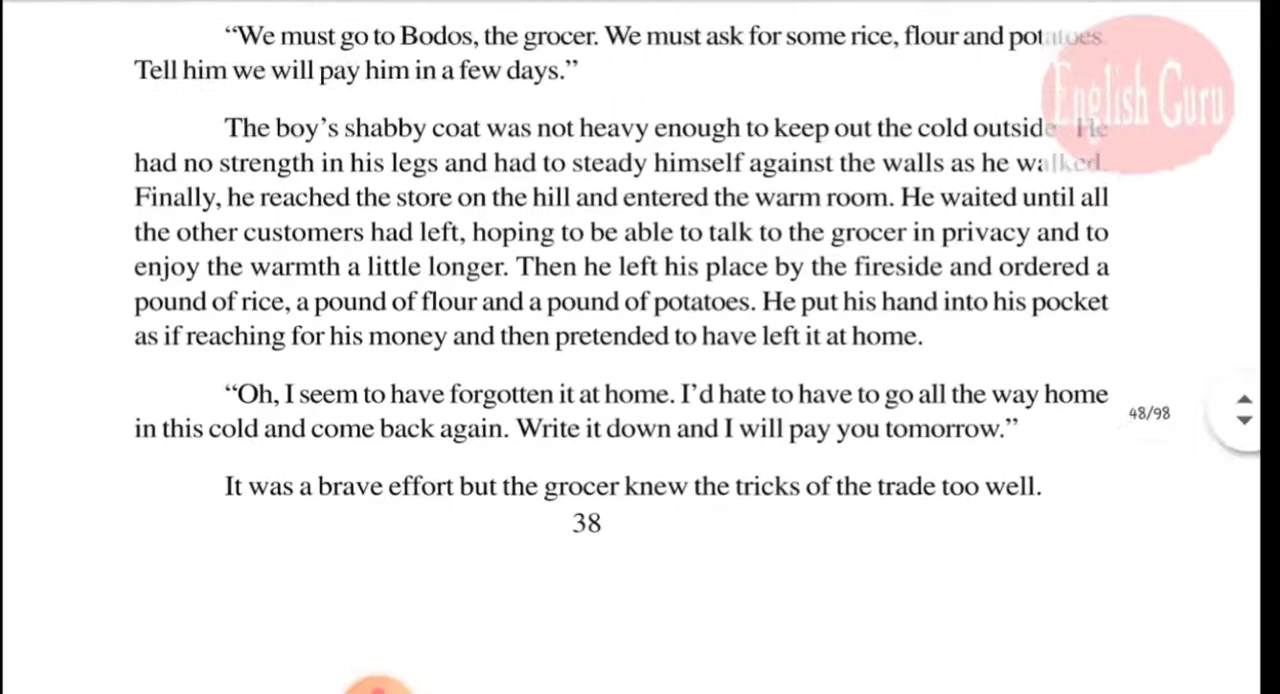 “We must go to Bodos, the grocer. We must ask for some rice, flour and potatoes.
Tell him we will pay him in a few days.”
English Guru
The boy’s shabby coat was not heavy enough to keep out the cold outside. He
had no strength in his legs and had to steady himself against the walls as he walked.
Finally, he reached the store on the hill and entered the warm room. He waited until all
the other customers had left, hoping to be able to talk to the grocer in privacy and to
enjoy the warmth a little longer. Then he left his place by the fireside and ordered a
pound of rice, a pound of flour and a pound of potatoes. He put his hand into his pocket
as if reaching for his money and then pretended to have left it at home.
“Oh, I seem to have forgotten it at home. I’d hate to have to go all the way home
in this cold and come back again. Write it down and I will pay you tomorrow.”
48/98
It was a brave effort but the grocer knew the tricks of the trade too well.
38